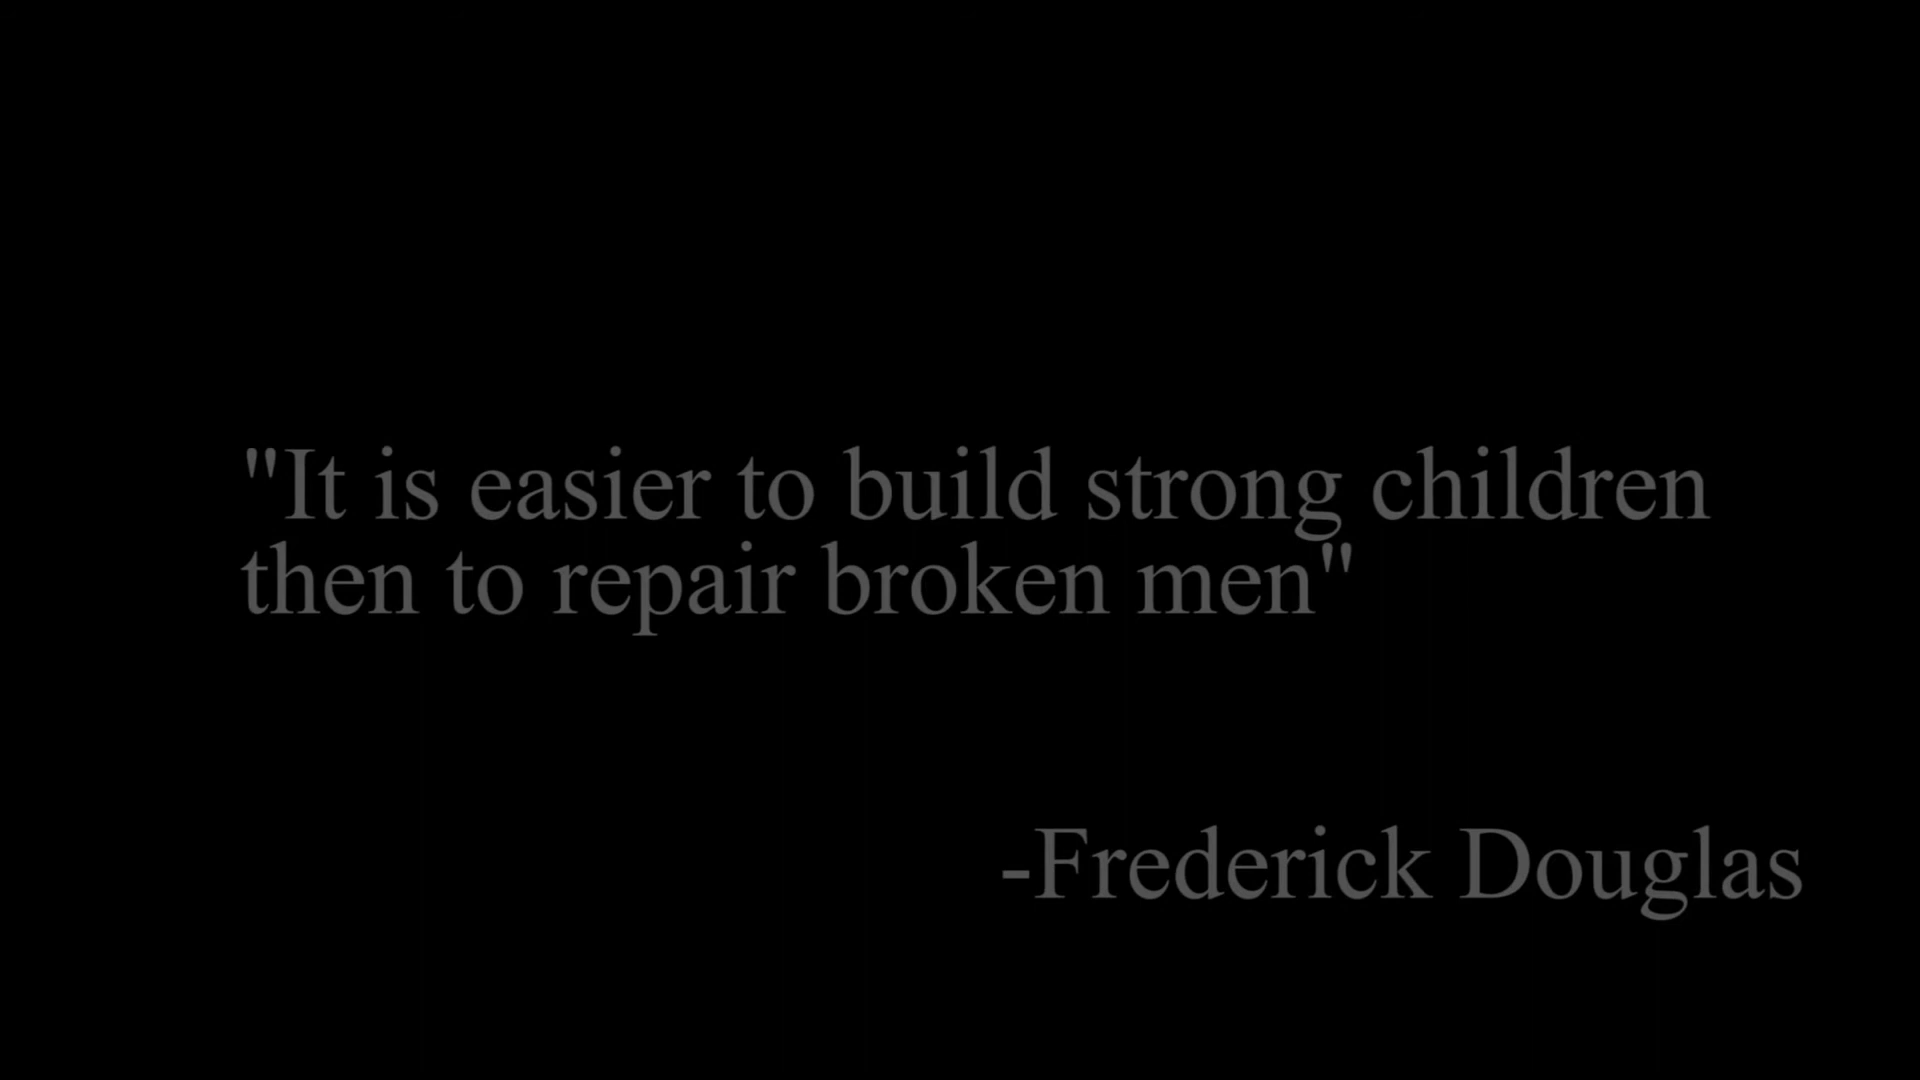 "It is easier to build strong children
then to repair broken men"
-Frederick Douglas